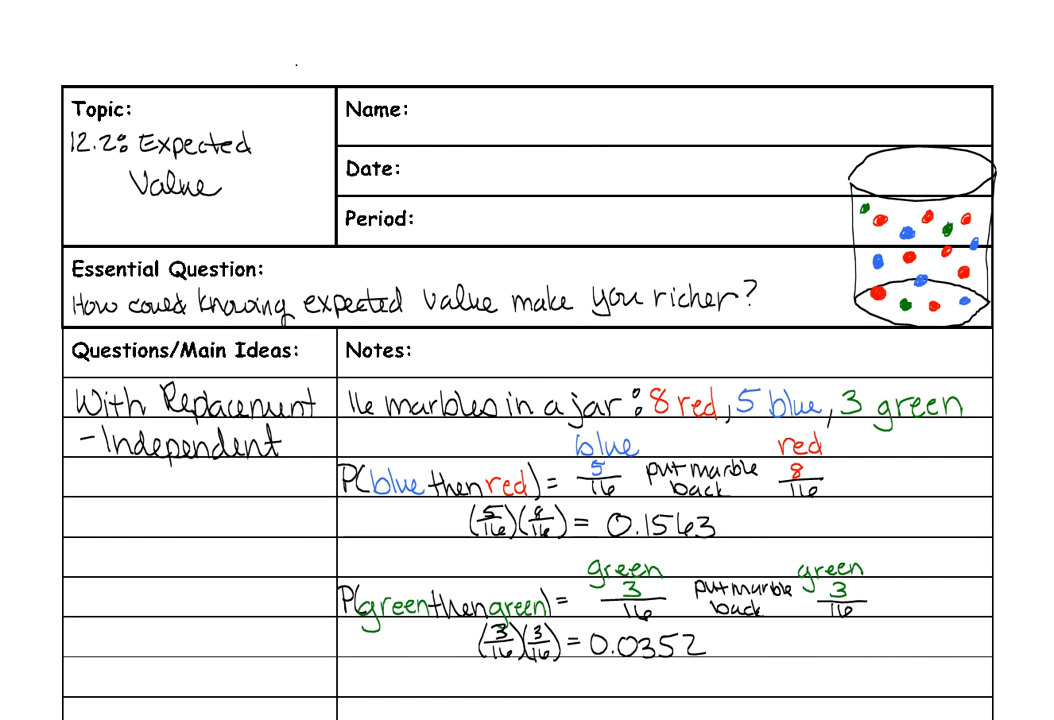 Topic:
12.2: Expected
Value
Name:
Date:
Period:
Essential Question:
How could knowing expected value make you richer?
Questions/Main Ideas:
Notes:
With Replacement
-Independent
16 marbles in a jar: 8 red, 5 blue, 3 green
blue red
P(blue then red) = 5/16 put marble back 8/16
(5/16)(8/16) = 0.1563
green green
P(green then green) = 3/16 put marble back 3/16
(3/16)(3/16) = 0.0352